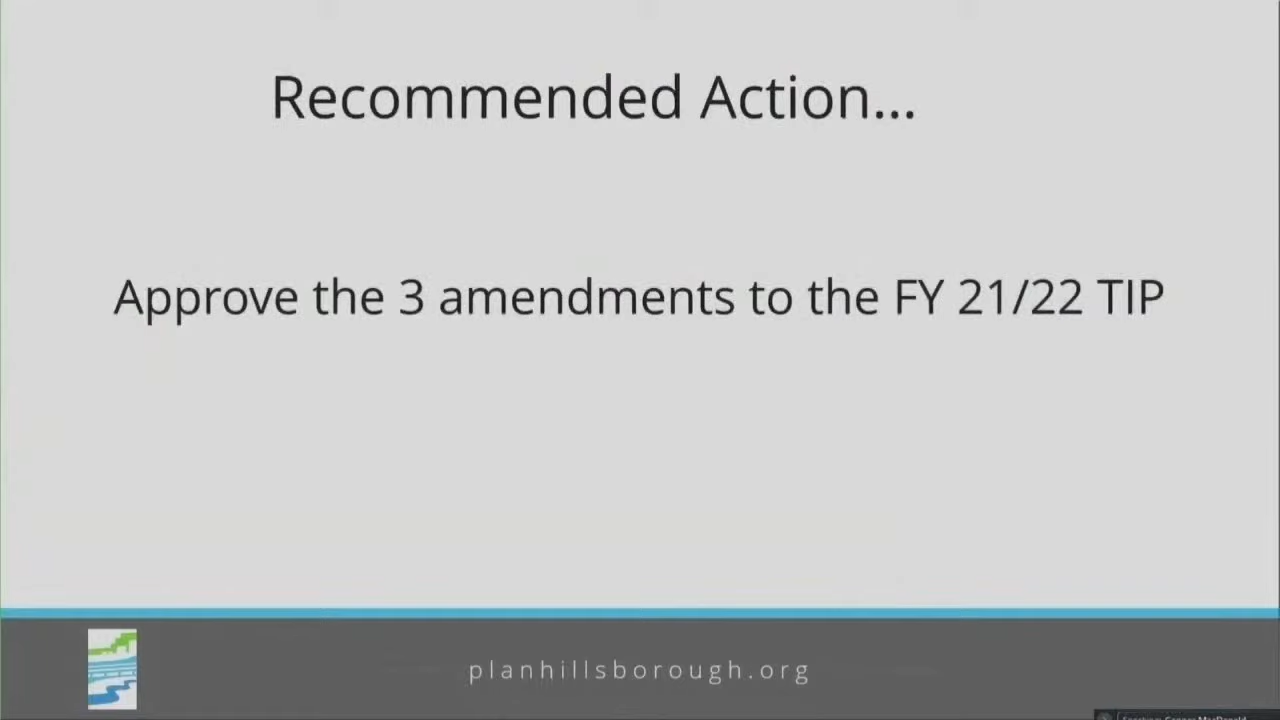 Recommended Action...
Approve the 3 amendments to the FY 21/22 TIP
planhillsborough.org